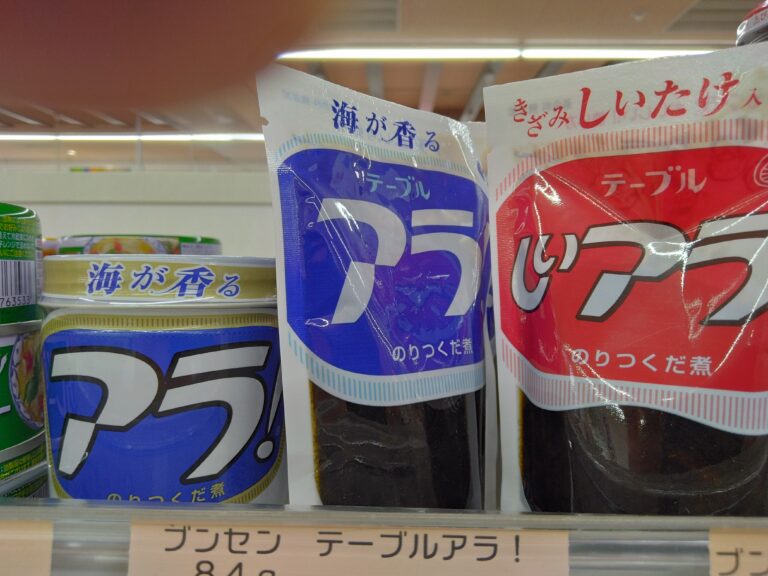 海が香る
テーブル
アラ
のりつくだ煮
きざみしいたけ入
テーブル
しいアラ
のりつくだ煮
海が香る
アラ!
のりつくだ煮
763533
ブンセン　テーブルアラ！
84g
ブン